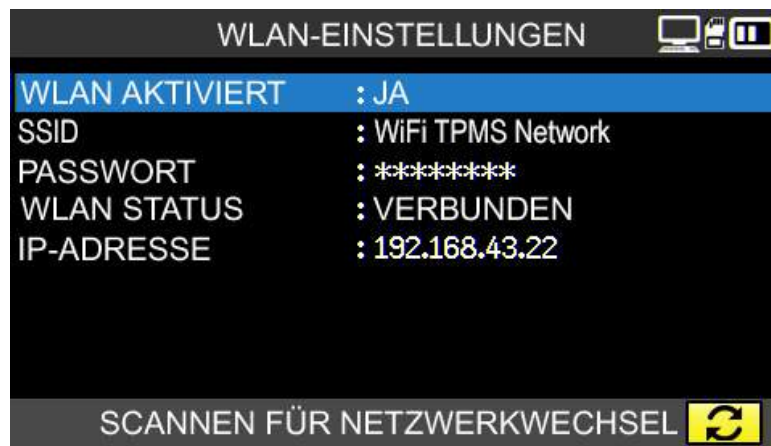 WLAN-EINSTELLUNGEN
WLAN AKTIVIERT : JA
SSID : WiFi TPMS Network
PASSWORT : ********
WLAN STATUS : VERBUNDEN
IP-ADRESSE : 192.168.43.22
SCANNEN FÜR NETZWERKWECHSEL